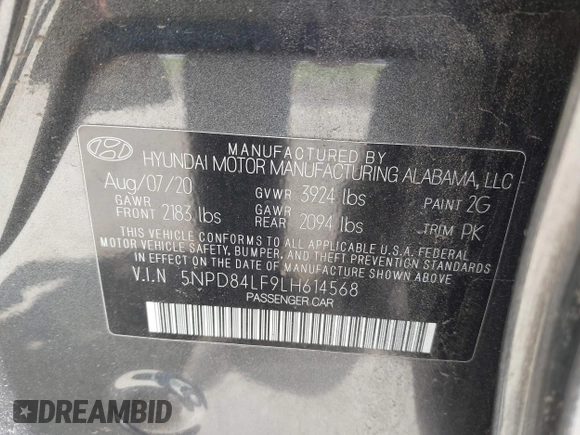 MANUFACTURED BY
HYUNDAI MOTOR MANUFACTURING ALABAMA, LLC
Aug/07/20 GVWR 3924 lbs PAINT 2G
GAWR FRONT 2183 lbs GAWR REAR 2094 lbs TRIM PK
THIS VEHICLE CONFORMS TO ALL APPLICABLE U.S.A. FEDERAL
MOTOR VEHICLE SAFETY, BUMPER, AND THEFT PREVENTION STANDARDS
IN EFFECT ON THE DATE OF MANUFACTURE SHOWN ABOVE.
V.I.N 5NPD84LF9LH614568
PASSENGER CAR
DREAMBID